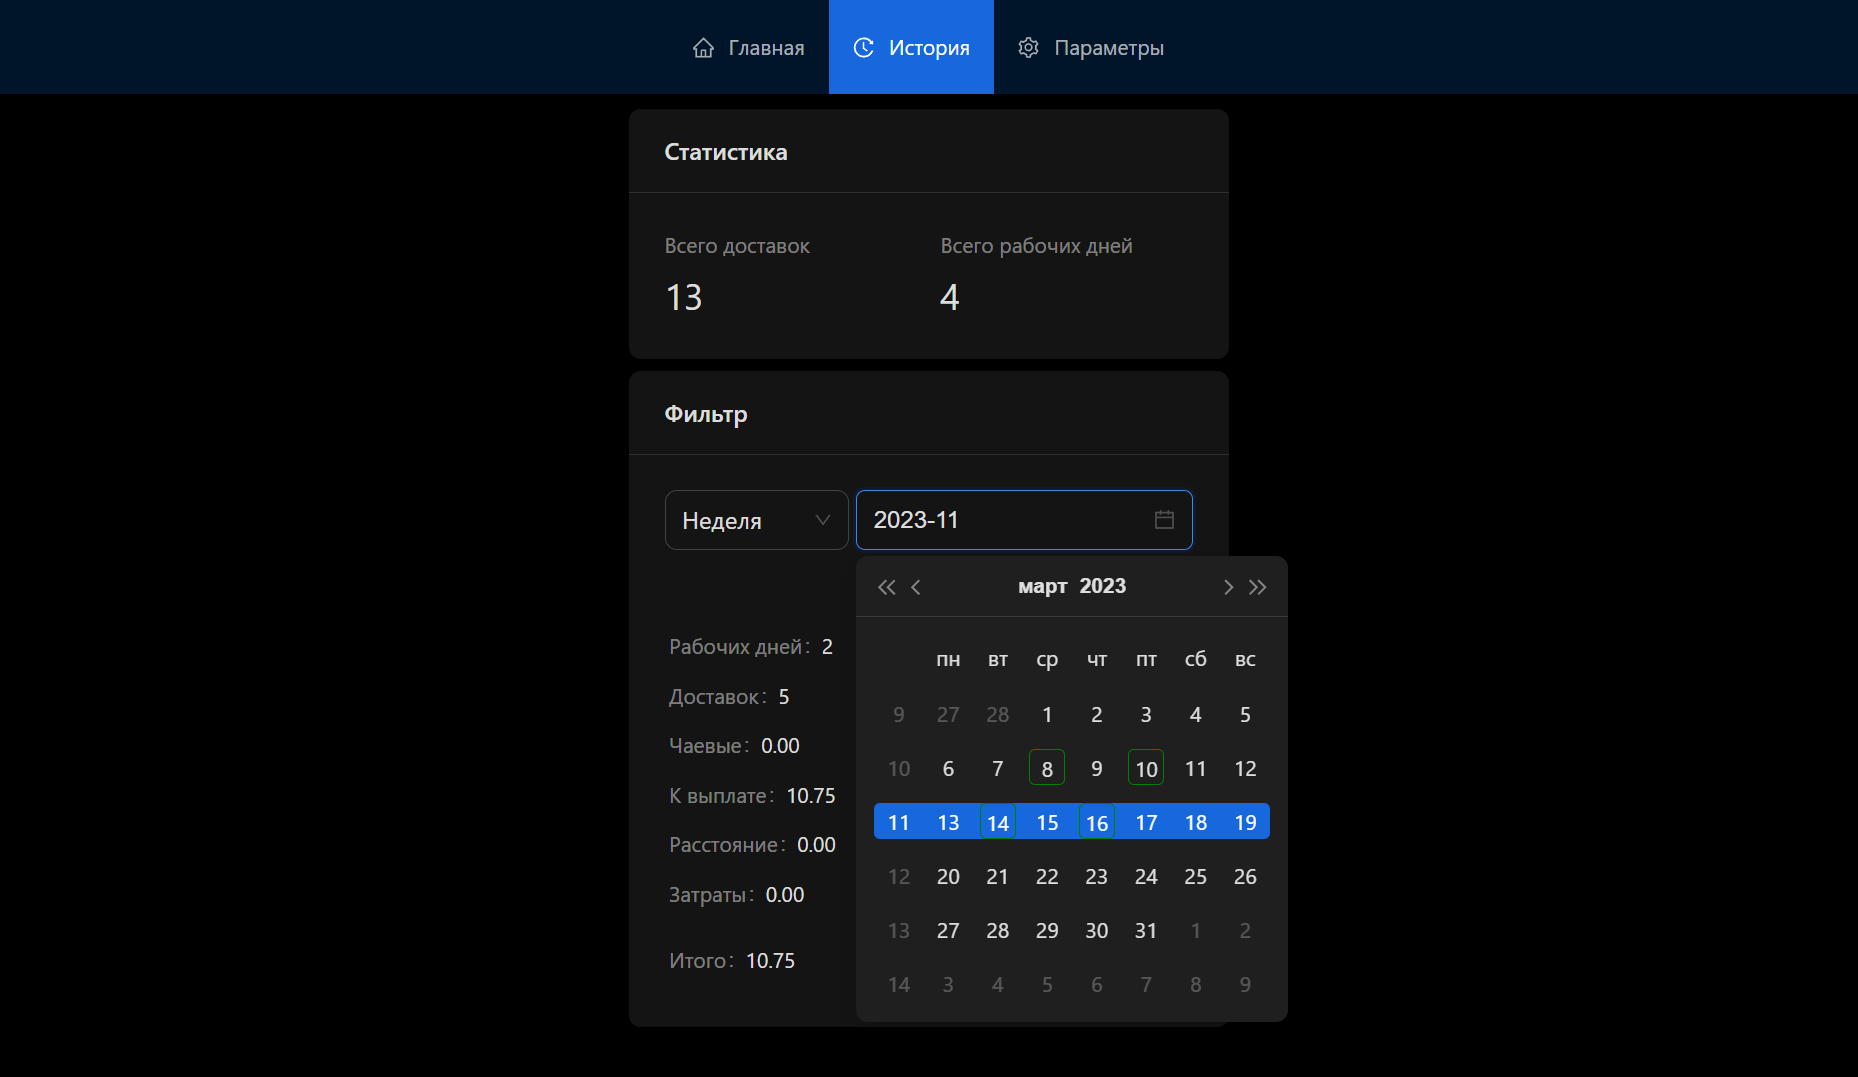 Главная История Параметры
Статистика
Всего доставок Всего рабочих дней
13 4
Фильтр
Неделя 2023-11
март 2023
Рабочих дней: 2
Доставок: 5
Чаевые: 0.00
К выплате: 10.75
Расстояние: 0.00
Затраты: 0.00
Итого: 10.75
пн вт ср чт пт сб вс
9 27 28 1 2 3 4 5
10 6 7 8 9 10 11 12
11 13 14 15 16 17 18 19
12 20 21 22 23 24 25 26
13 27 28 29 30 31 1 2
14 3 4 5 6 7 8 9